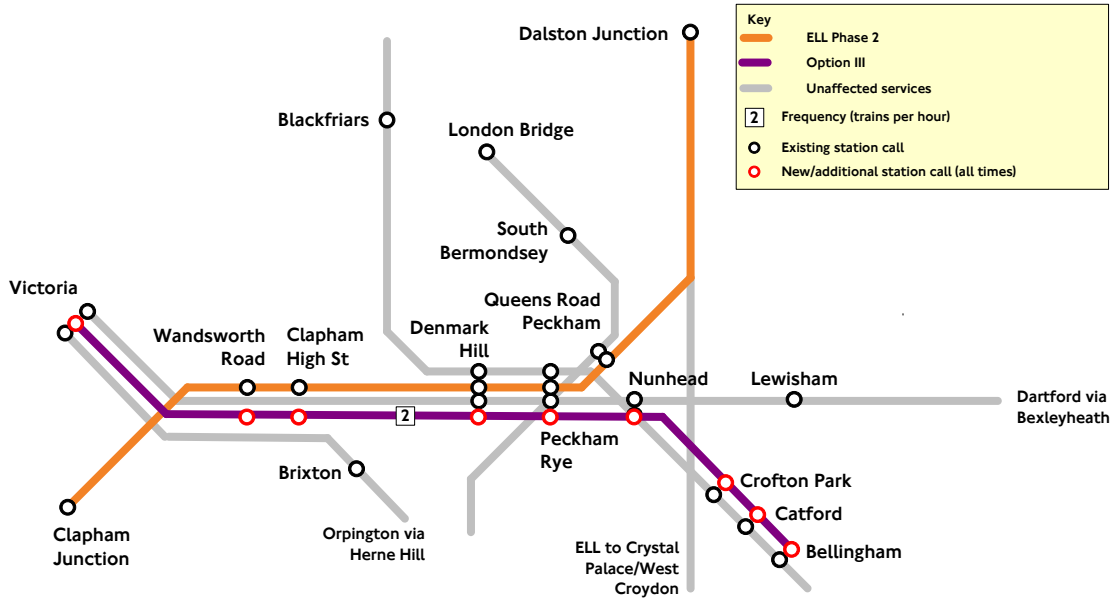 Dalston Junction
Key
ELL Phase 2
Option III
Unaffected services
2 Frequency (trains per hour)
Existing station call
New/additional station call (all times)
Blackfriars
London Bridge
South
Bermondsey
Victoria
Queens Road
Peckham
Wandsworth
Road
Clapham
High St
Denmark
Hill
Nunhead
Lewisham
Dartford via
Bexleyheath
2
Peckham
Rye
Brixton
Crofton Park
Catford
Bellingham
Clapham
Junction
Orpington via
Herne Hill
ELL to Crystal
Palace/West
Croydon